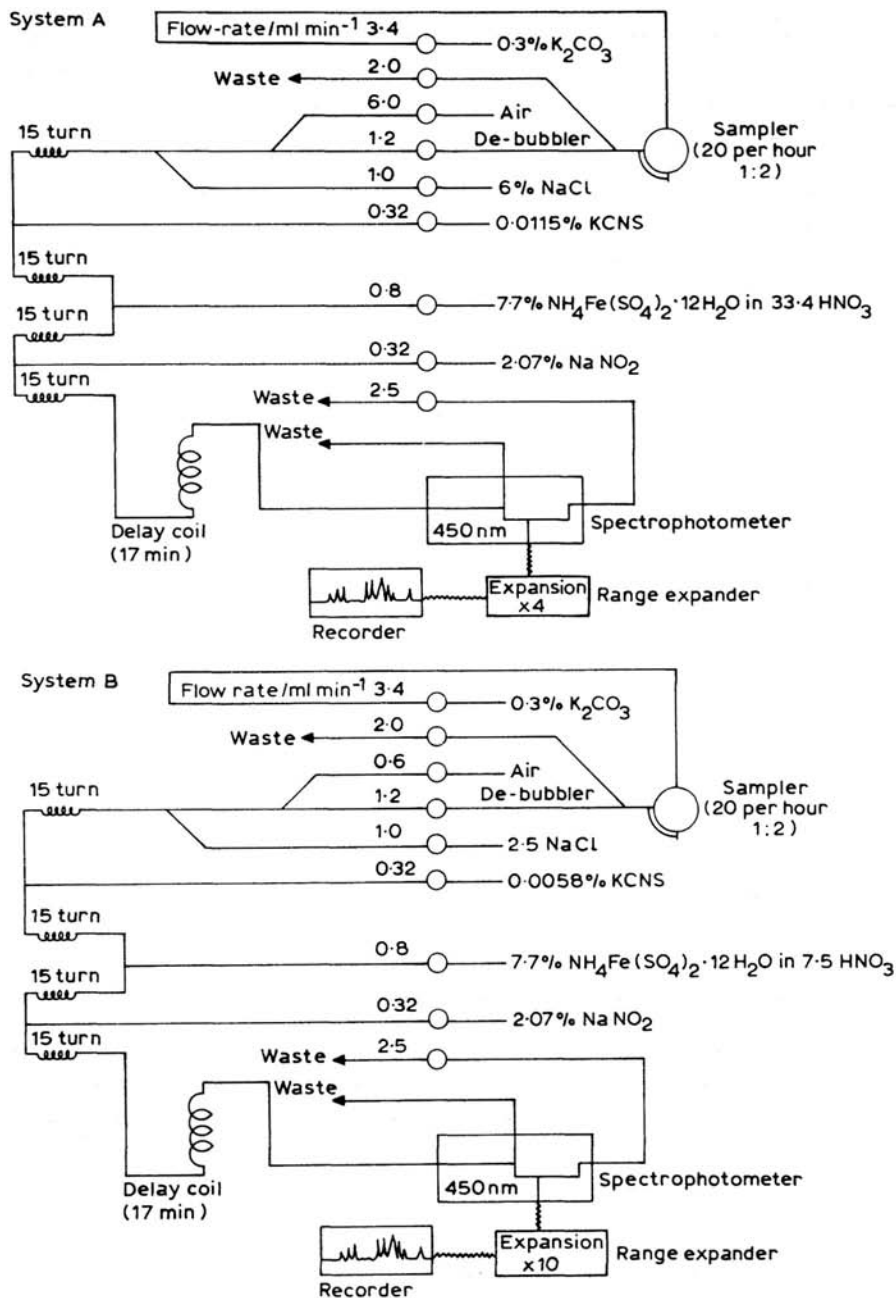 System A
Flow-rate/ml min⁻¹ 3·4
0·3% K₂CO₃
Waste
2·0
6·0
Air
15 turn
1·2
De-bubbler
Sampler
(20 per hour
1:2)
1·0
6% NaCl
0·32
0·0115% KCNS
15 turn
0·8
7·7% NH₄Fe(SO₄)₂·12H₂O in 33·4 HNO₃
15 turn
0·32
2·07% Na NO₂
15 turn
Waste
2·5
Waste
Delay coil
(17 min)
450nm
Spectrophotometer
Expansion
x4
Range expander
Recorder
System B
Flow rate/ml min⁻¹ 3·4
0·3% K₂CO₃
Waste
2·0
0·6
Air
15 turn
1·2
De-bubbler
Sampler
(20 per hour
1:2)
1·0
2·5 NaCl
0·32
0·0058% KCNS
15 turn
0·8
7·7% NH₄Fe(SO₄)₂·12H₂O in 7·5 HNO₃
15 turn
0·32
2·07% Na NO₂
15 turn
Waste
2·5
Waste
Delay coil
(17 min)
450nm
Spectrophotometer
Expansion
x10
Range expander
Recorder